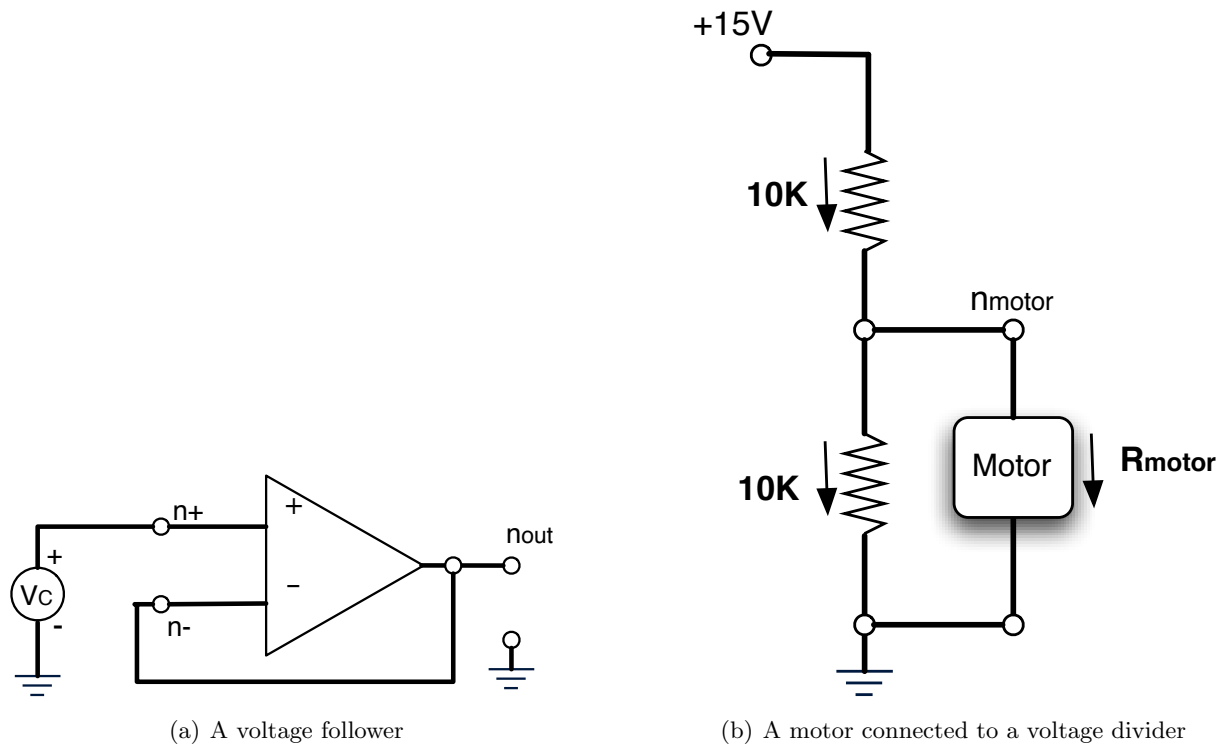 +15V
10K
nmotor
10K
Motor
Rmotor
n+
+
nout
+
Vc
-
−
n-
(a) A voltage follower
(b) A motor connected to a voltage divider